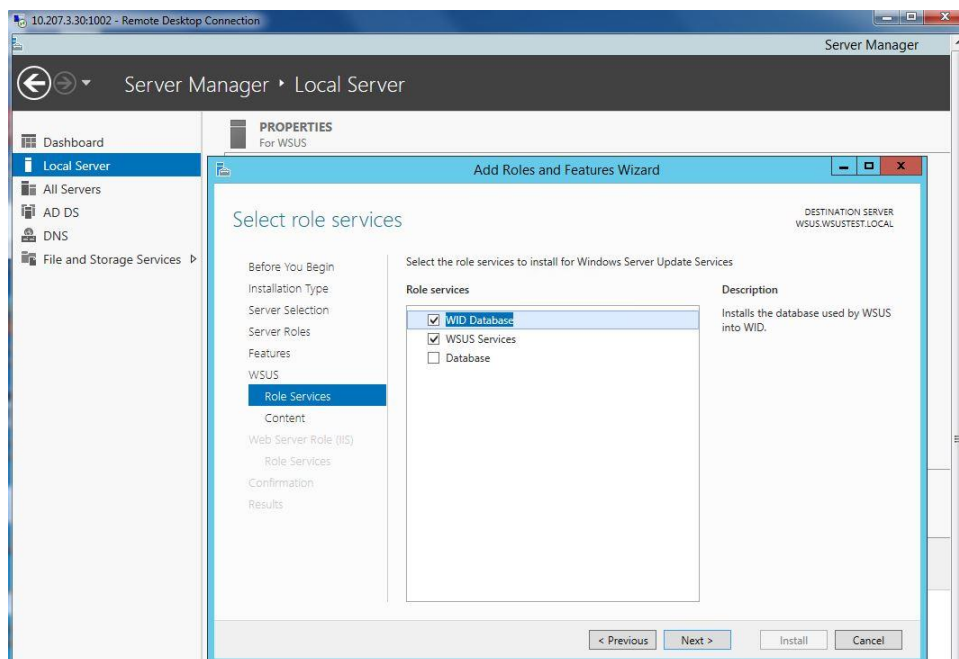 10.207.3.30:1002 - Remote Desktop Connection
Server Manager
Server Manager ‣ Local Server
Dashboard
Local Server
All Servers
AD DS
DNS
File and Storage Services
PROPERTIES
For WSUS
Add Roles and Features Wizard
Select role services
DESTINATION SERVER
WSUS.WSUSTEST.LOCAL
Before You Begin
Installation Type
Server Selection
Server Roles
Features
WSUS
Role Services
Content
Web Server Role (IIS)
Role Services
Confirmation
Results
Select the role services to install for Windows Server Update Services
Role services
WID Database
WSUS Services
Database
Description
Installs the database used by WSUS
into WID.
< Previous
Next >
Install
Cancel